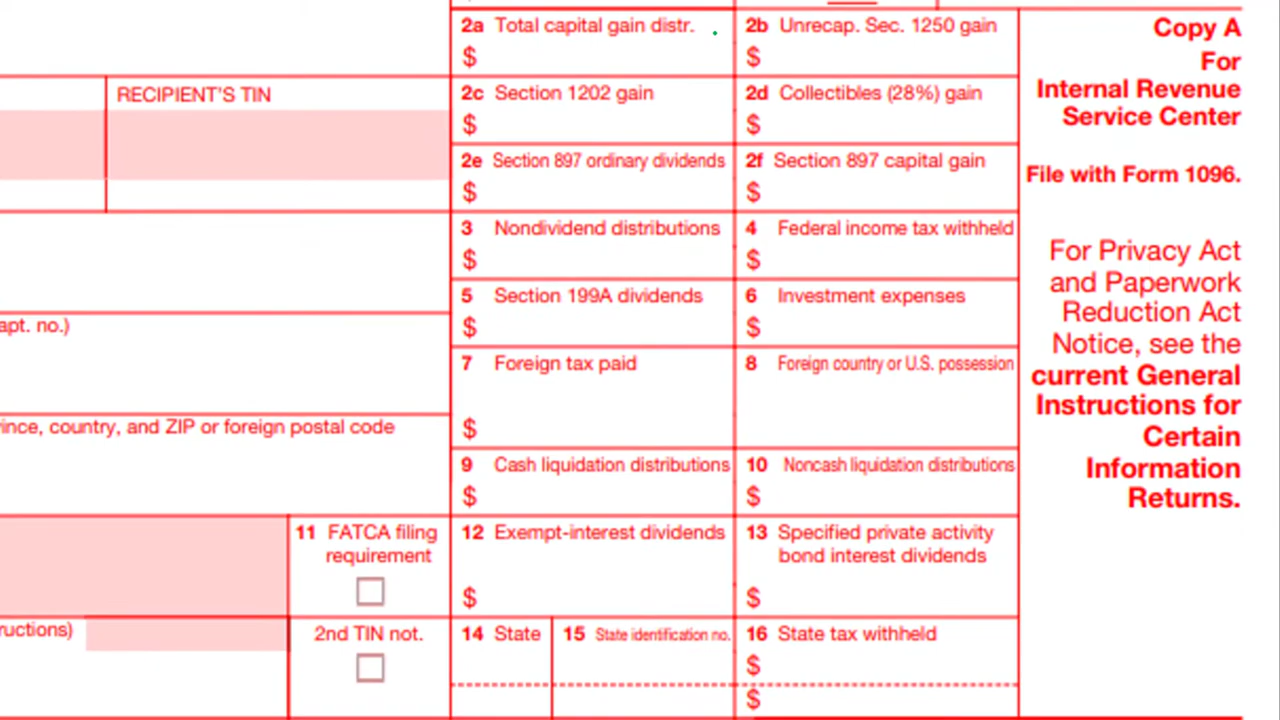 2a Total capital gain distr.
$
2b Unrecap. Sec. 1250 gain
$
Copy A
For
Internal Revenue
Service Center
File with Form 1096.
RECIPIENT'S TIN
2c Section 1202 gain
$
2d Collectibles (28%) gain
$
2e Section 897 ordinary dividends
$
2f Section 897 capital gain
$
3 Nondividend distributions
$
4 Federal income tax withheld
$
For Privacy Act
and Paperwork
Reduction Act
Notice, see the
current General
Instructions for
Certain
Information
Returns.
5 Section 199A dividends
$
6 Investment expenses
$
apt. no.)
7 Foreign tax paid
$
8 Foreign country or U.S. possession
ince, country, and ZIP or foreign postal code
9 Cash liquidation distributions
$
10 Noncash liquidation distributions
$
11 FATCA filing
requirement
12 Exempt-interest dividends
$
13 Specified private activity
bond interest dividends
$
ructions)
2nd TIN not.
14 State
15 State identification no.
16 State tax withheld
$
$